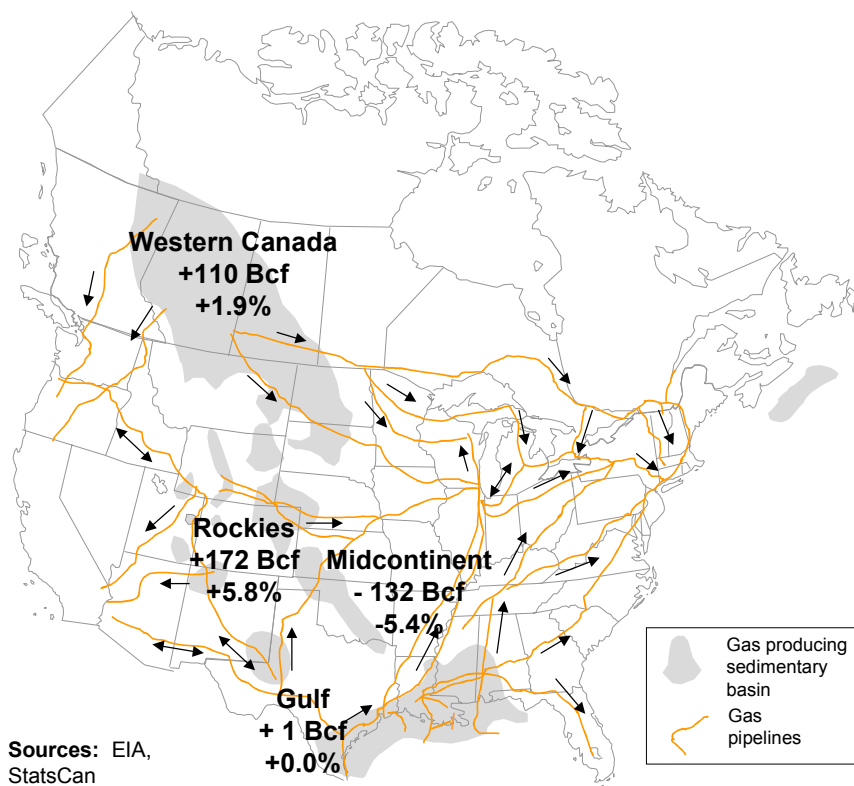 Western Canada
+110 Bcf
+1.9%
Rockies
+172 Bcf
+5.8%
Midcontinent
- 132 Bcf
-5.4%
Gulf
+ 1 Bcf
+0.0%
Gas producing
sedimentary
basin
Gas
pipelines
Sources: EIA,
StatsCan